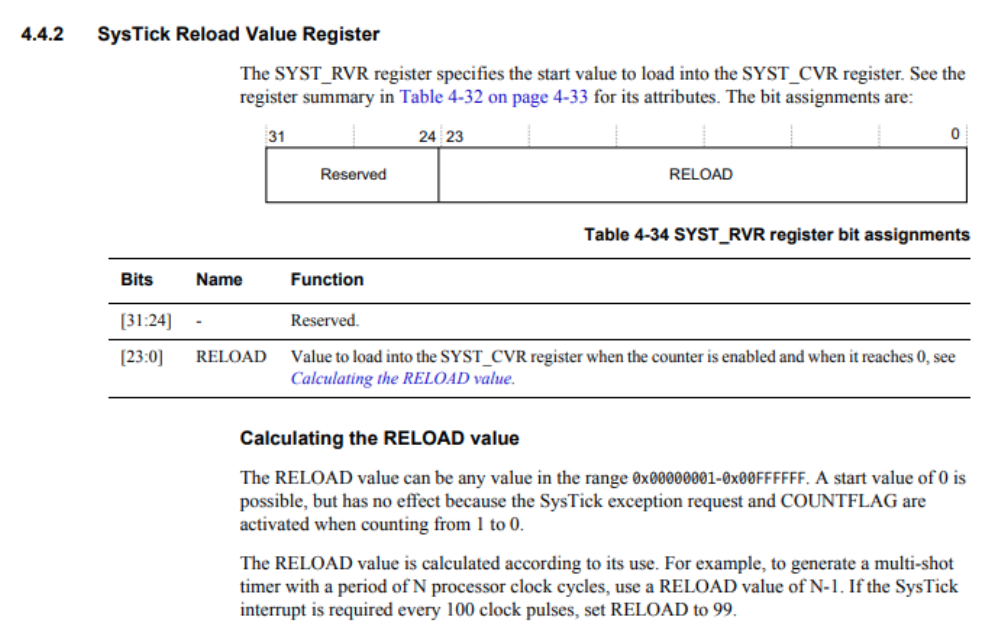 4.4.2 SysTick Reload Value Register
The SYST_RVR register specifies the start value to load into the SYST_CVR register. See the
register summary in Table 4-32 on page 4-33 for its attributes. The bit assignments are:
31 24 23 0
Reserved RELOAD
Table 4-34 SYST_RVR register bit assignments
Bits Name Function
[31:24] - Reserved.
[23:0] RELOAD Value to load into the SYST_CVR register when the counter is enabled and when it reaches 0, see
Calculating the RELOAD value.
Calculating the RELOAD value
The RELOAD value can be any value in the range 0x00000001-0x00FFFFFF. A start value of 0 is
possible, but has no effect because the SysTick exception request and COUNTFLAG are
activated when counting from 1 to 0.
The RELOAD value is calculated according to its use. For example, to generate a multi-shot
timer with a period of N processor clock cycles, use a RELOAD value of N-1. If the SysTick
interrupt is required every 100 clock pulses, set RELOAD to 99.